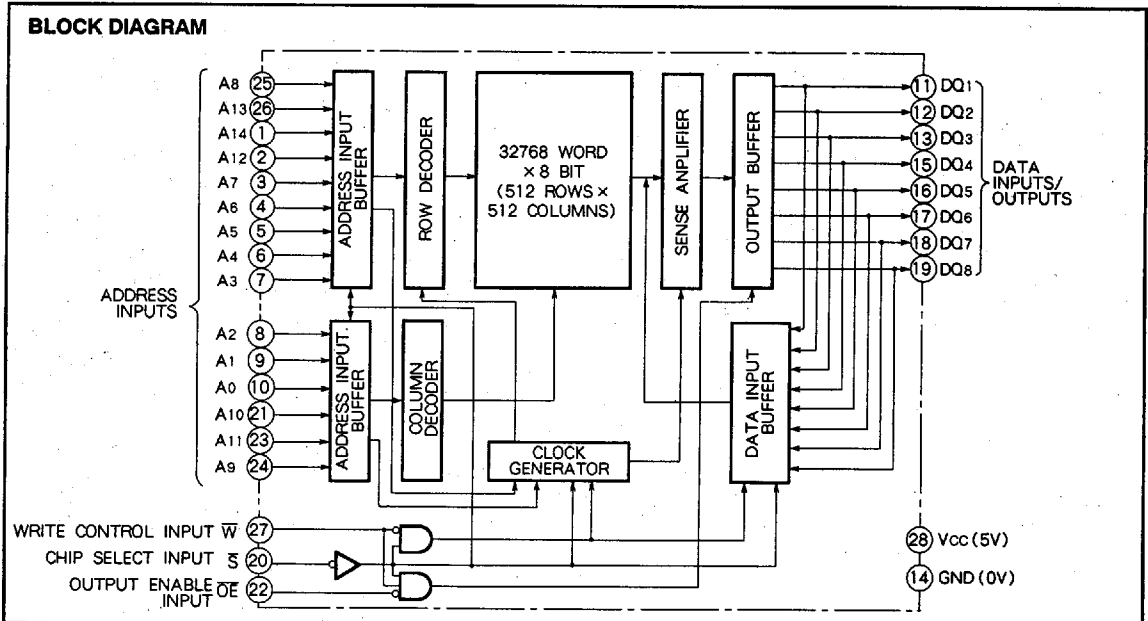 BLOCK DIAGRAM
ADDRESS INPUTS
A8 25
A13 26
A14 1
A12 2
A7 3
A6 4
A5 5
A4 6
A3 7
A2 8
A1 9
A0 10
A10 21
A11 23
A9 24
ADDRESS INPUT BUFFER
ROW DECODER
32768 WORD
× 8 BIT
(512 ROWS ×
512 COLUMNS)
SENSE ANPLIFIER
OUTPUT BUFFER
11 DQ1
12 DQ2
13 DQ3
15 DQ4
16 DQ5
17 DQ6
18 DQ7
19 DQ8
DATA
INPUTS/
OUTPUTS
ADDRESS INPUT. BUFFER
COLUMN DECODER
CLOCK
GENERATOR
DATA INPUT BUFFER
WRITE CONTROL INPUT W̅ 27
CHIP SELECT INPUT S̅ 20
OUTPUT ENABLE
INPUT O̅E̅ 22
28 Vcc (5V)
14 GND (0V)